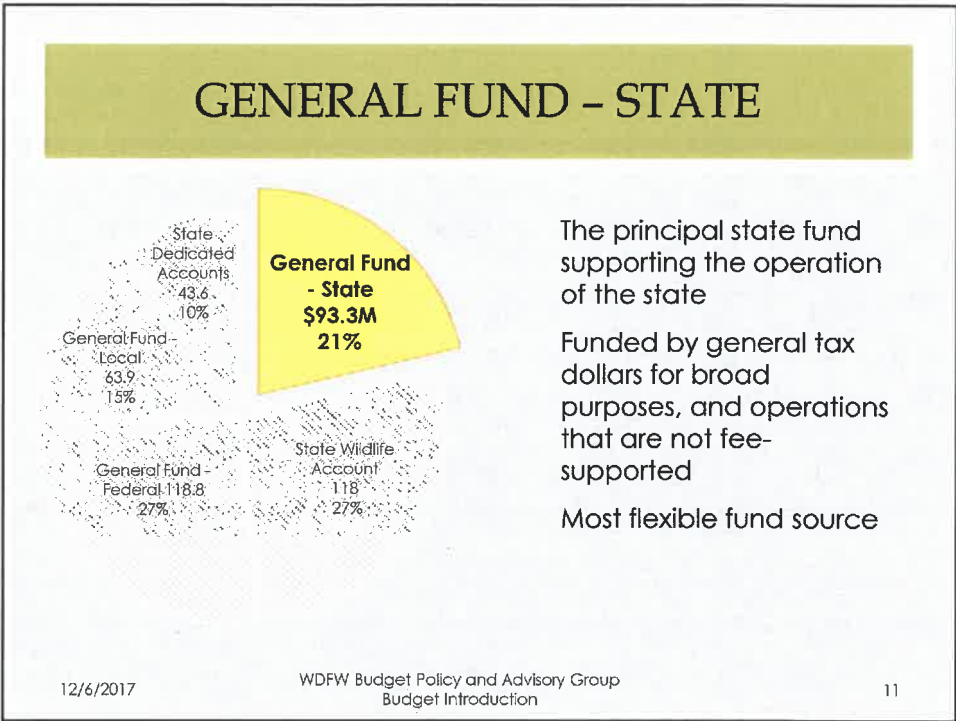 GENERAL FUND – STATE
State
Dedicated
Accounts
43.6
10%
General Fund
- State
$93.3M
21%
General Fund -
Local
63.9
15%
General Fund -
Federal 118.8
27%
State Wildlife
Account
118
27%
The principal state fund
supporting the operation
of the state
Funded by general tax
dollars for broad
purposes, and operations
that are not fee-
supported
Most flexible fund source
12/6/2017
WDFW Budget Policy and Advisory Group
Budget Introduction
11